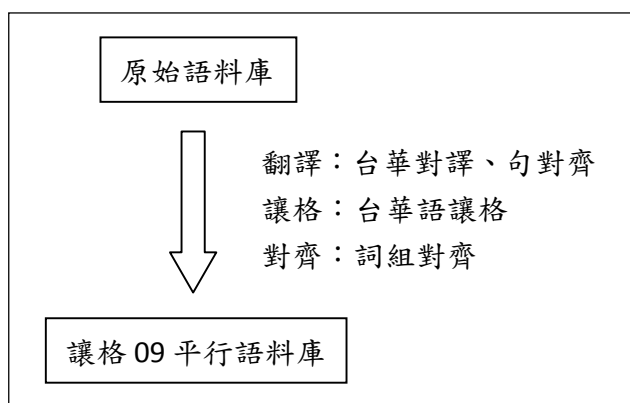 原始語料庫
翻譯：台華對譯、句對齊
讓格：台華語讓格
對齊：詞組對齊
讓格 09 平行語料庫